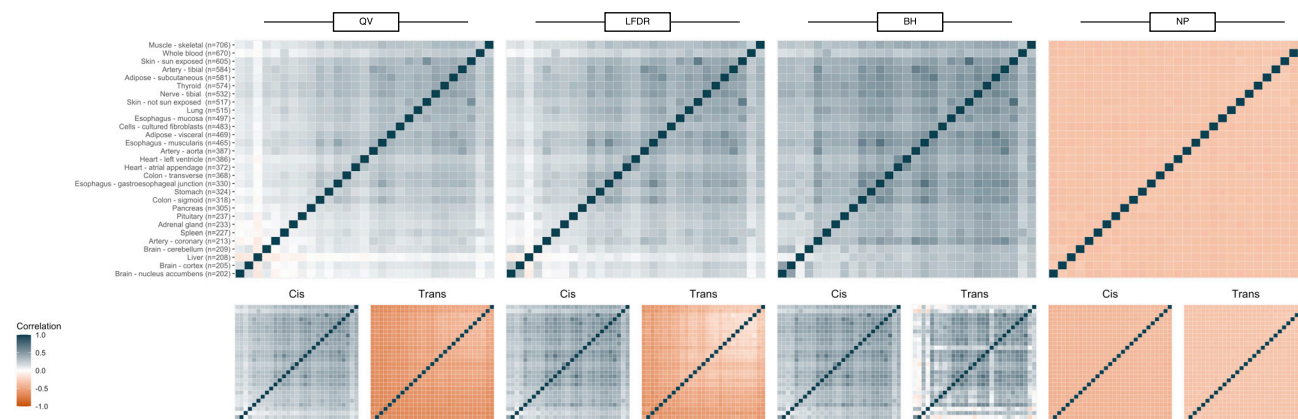 QV
LFDR
BH
NP
Muscle - skeletal (n=706)
Whole blood (n=670)
Skin - sun exposed (n=605)
Artery - tibial (n=584)
Adipose - subcutaneous (n=581)
Thyroid (n=574)
Nerve - tibial (n=532)
Skin - not sun exposed (n=517)
Lung (n=515)
Esophagus - mucosa (n=497)
Cells - cultured fibroblasts (n=483)
Adipose - visceral (n=469)
Esophagus - muscularis (n=465)
Artery - aorta (n=387)
Heart - left ventricle (n=386)
Heart - atrial appendage (n=372)
Colon - transverse (n=368)
Esophagus - gastroesophageal junction (n=330)
Stomach (n=324)
Colon - sigmoid (n=318)
Pancreas (n=305)
Pituitary (n=237)
Adrenal gland (n=233)
Spleen (n=227)
Artery - coronary (n=213)
Brain - cerebellum (n=209)
Liver (n=208)
Brain - cortex (n=205)
Brain - nucleus accumbens (n=202)
Cis
Trans
Cis
Trans
Cis
Trans
Cis
Trans
Correlation
1.0
0.5
0.0
-0.5
-1.0